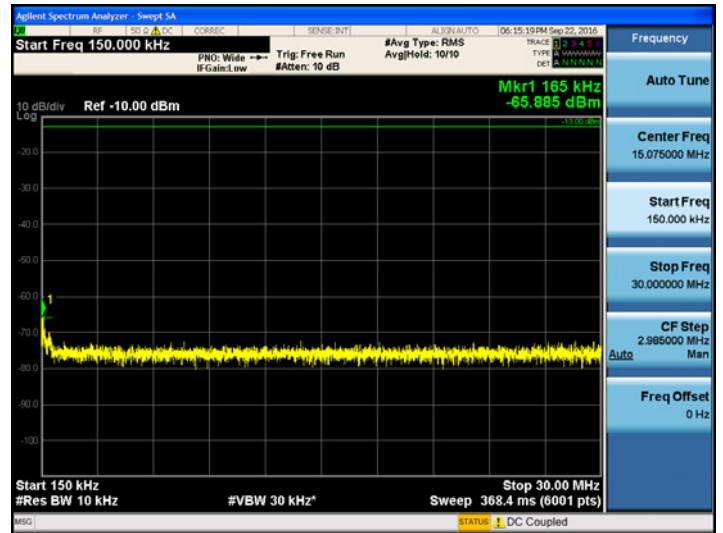 Agilent Spectrum Analyzer - Swept SA
RF 50 Ω DC CORREC SENSE:INT ALIGN AUTO 06:15:19 PM Sep 22, 2016
Start Freq 150.000 kHz
PNO: Wide
IFGain:Low
Trig: Free Run
#Atten: 10 dB
#Avg Type: RMS
Avg|Hold: 10/10
TRACE 1 2 3 4 5 6
TYPE A WWWWW
DET A N N N N N
Mkr1 165 kHz
-65.885 dBm
10 dB/div Ref -10.00 dBm
Log
-13.00 dBm
-20.0
-30.0
-40.0
-50.0
-60.0
1
-70.0
-80.0
-90.0
-100
Start 150 kHz Stop 30.00 MHz
#Res BW 10 kHz #VBW 30 kHz* Sweep 368.4 ms (6001 pts)
MSG STATUS DC Coupled
Frequency
Auto Tune
Center Freq
15.075000 MHz
Start Freq
150.000 kHz
Stop Freq
30.000000 MHz
CF Step
2.985000 MHz
Auto Man
Freq Offset
0 Hz